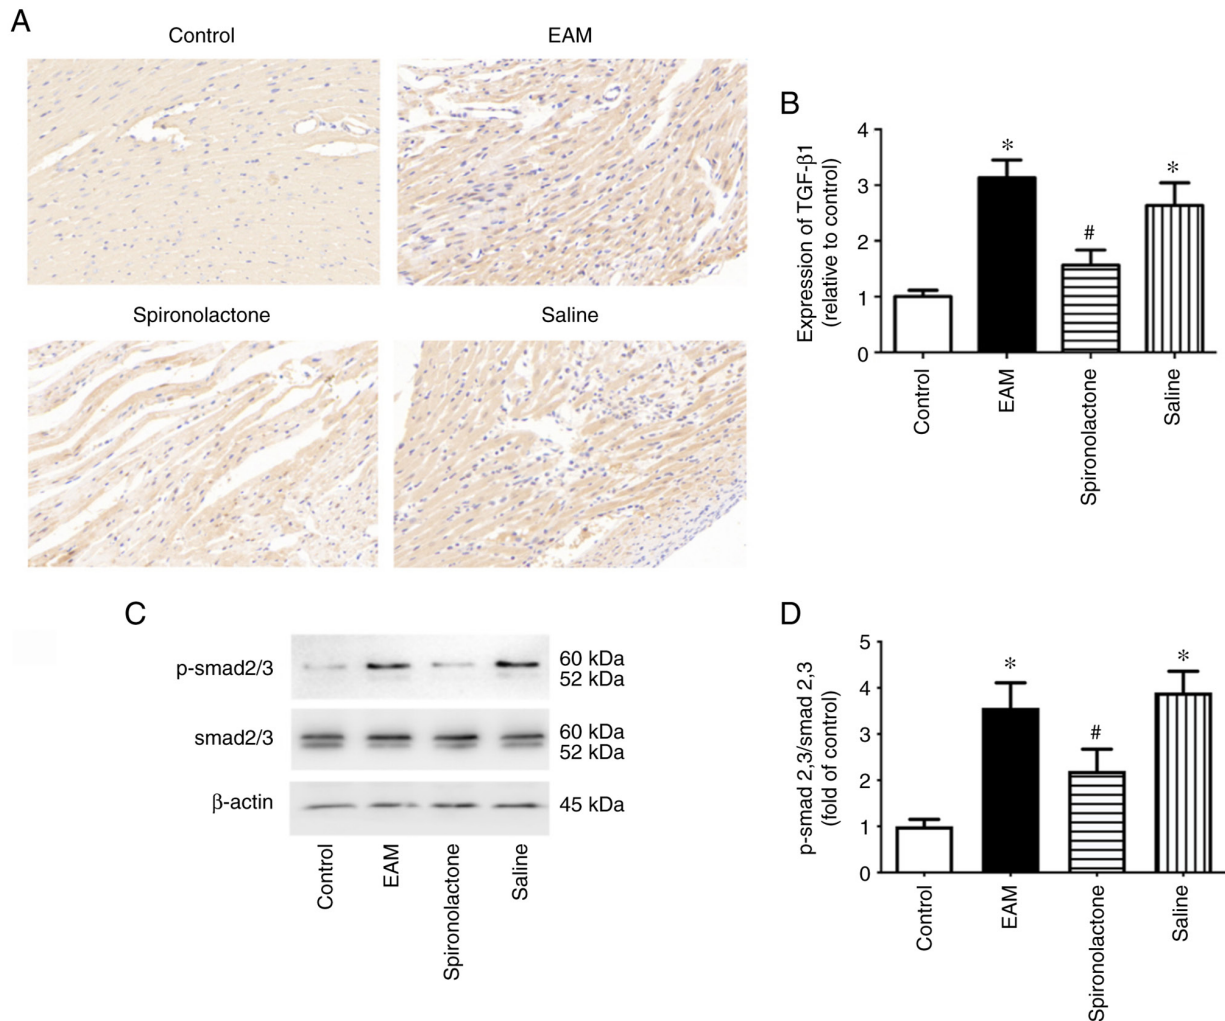 A
Control
EAM
Spironolactone
Saline
B
Expression of TGF-β1
(relative to control)
4
3
2
1
0
*
#
*
Control
EAM
Spironolactone
Saline
C
p-smad2/3
60 kDa
52 kDa
smad2/3
60 kDa
52 kDa
β-actin
45 kDa
Control
EAM
Spironolactone
Saline
D
p-smad 2,3/smad 2,3
(fold of control)
5
4
3
2
1
0
*
#
*
Control
EAM
Spironolactone
Saline